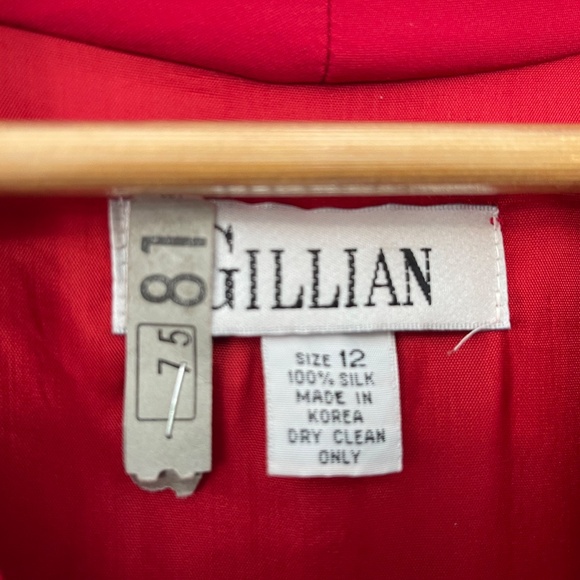 GILLIAN
SIZE 12
100% SILK
MADE IN
KOREA
DRY CLEAN
ONLY
81
75